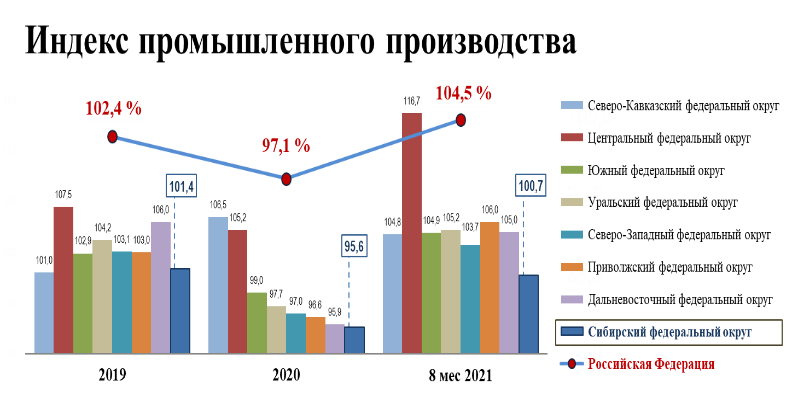 Индекс промышленного производства
102,4 %
97,1 %
104,5 %
101,0
107,5
102,9
104,2
103,1
103,0
106,0
101,4
106,5
105,2
99,0
97,7
97,0
96,6
95,9
95,6
104,8
116,7
104,9
105,2
103,7
106,0
105,0
100,7
2019
2020
8 мес 2021
Северо-Кавказский федеральный округ
Центральный федеральный округ
Южный федеральный округ
Уральский федеральный округ
Северо-Западный федеральный округ
Приволжский федеральный округ
Дальневосточный федеральный округ
Сибирский федеральный округ
Российская Федерация